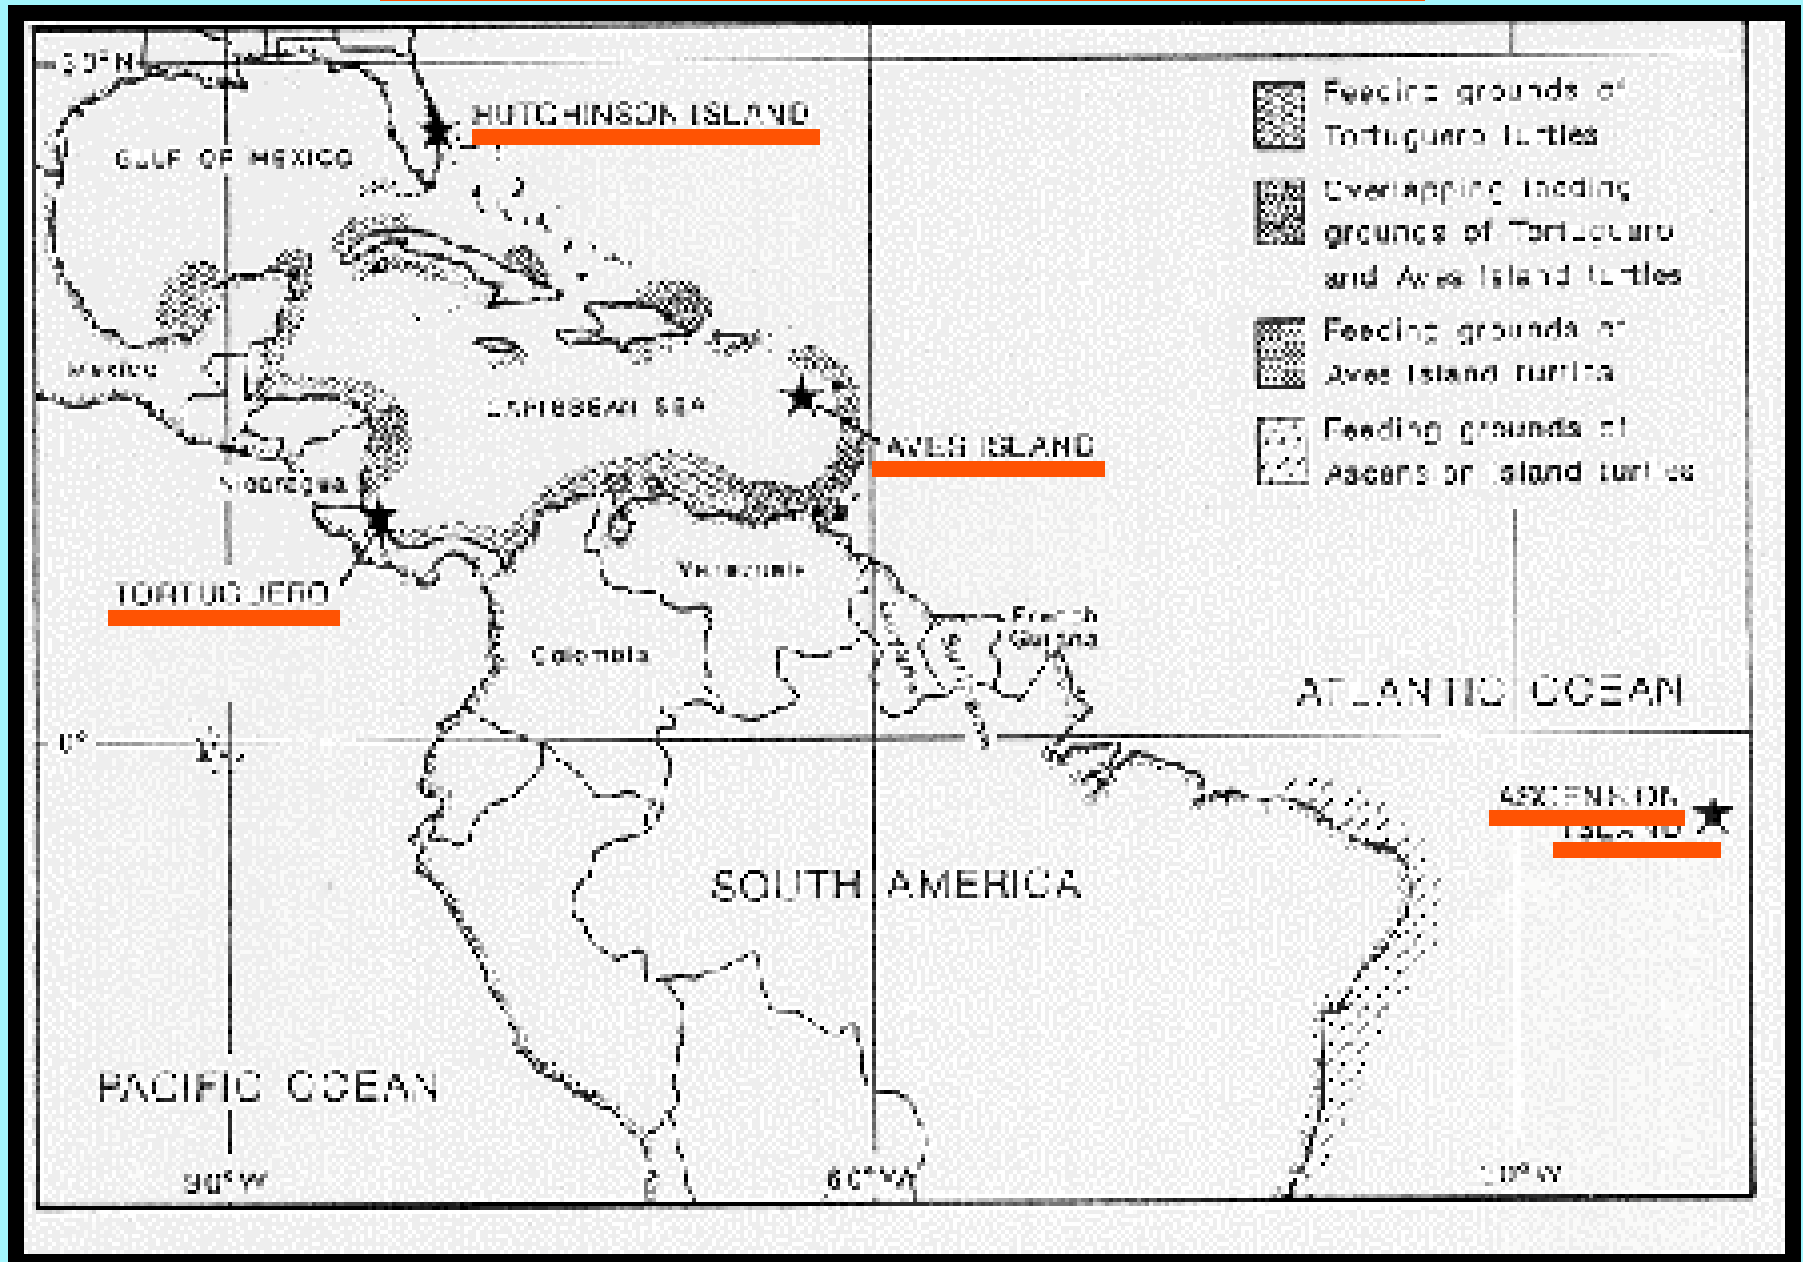 30°N
HUTCHINSON ISLAND
GULF OF MEXICO
Feeding grounds of
Tortuguero turtles
Overlapping feeding
grounds of Tortuguero
and Aves Island turtles
Feeding grounds of
Aves Island turtles
Feeding grounds of
Ascension Island turtles
Mexico
CARIBBEAN SEA
AVES ISLAND
Nicaragua
TORTUGUERO
Venezuela
Colombia
French
Guiana
ATLANTIC OCEAN
0°
ASCENSION
ISLAND
SOUTH AMERICA
PACIFIC OCEAN
90°W
60°W